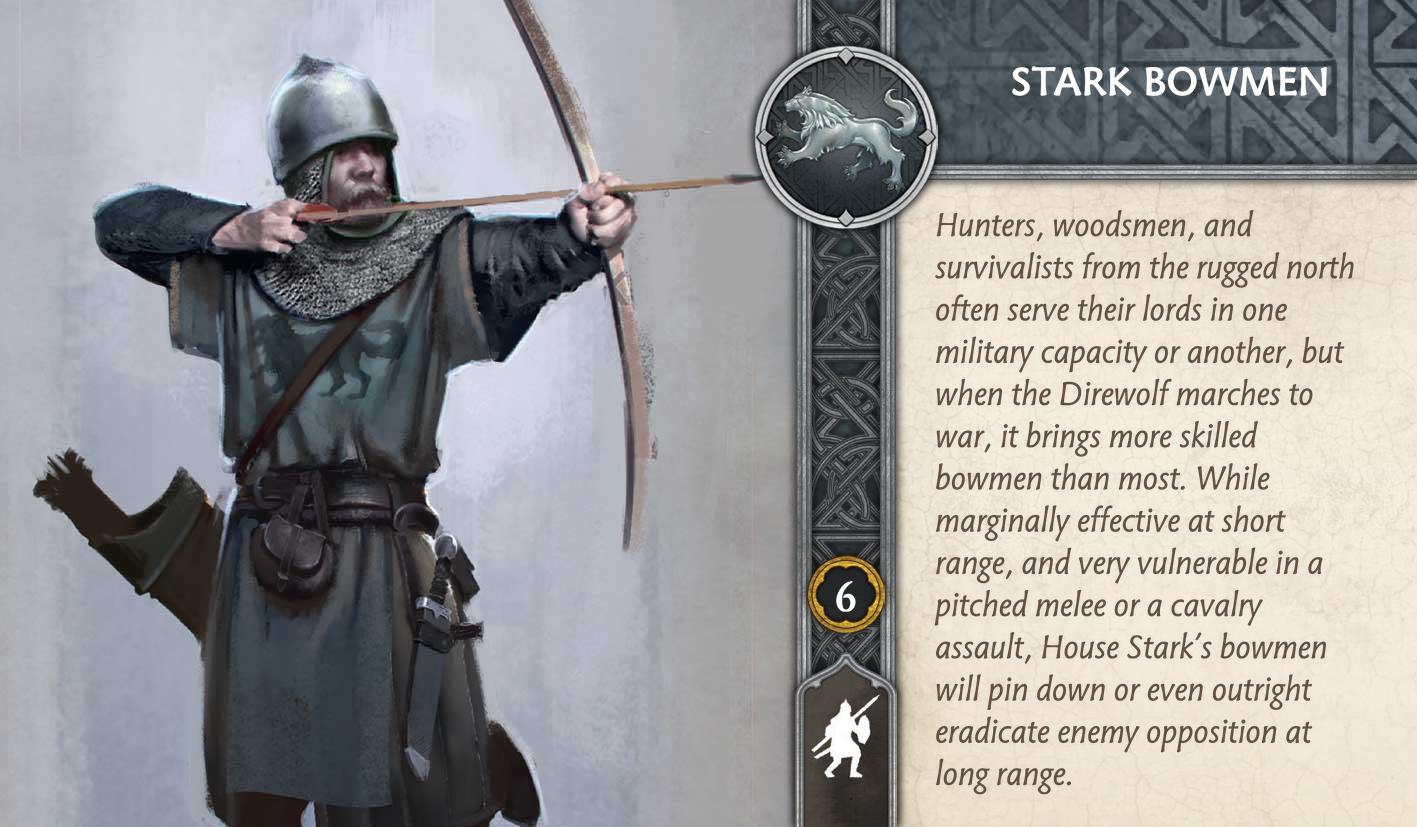 STARK BOWMEN
Hunters, woodsmen, and
survivalists from the rugged north
often serve their lords in one
military capacity or another, but
when the Direwolf marches to
war, it brings more skilled
bowmen than most. While
marginally effective at short
range, and very vulnerable in a
pitched melee or a cavalry
assault, House Stark's bowmen
will pin down or even outright
eradicate enemy opposition at
long range.
6